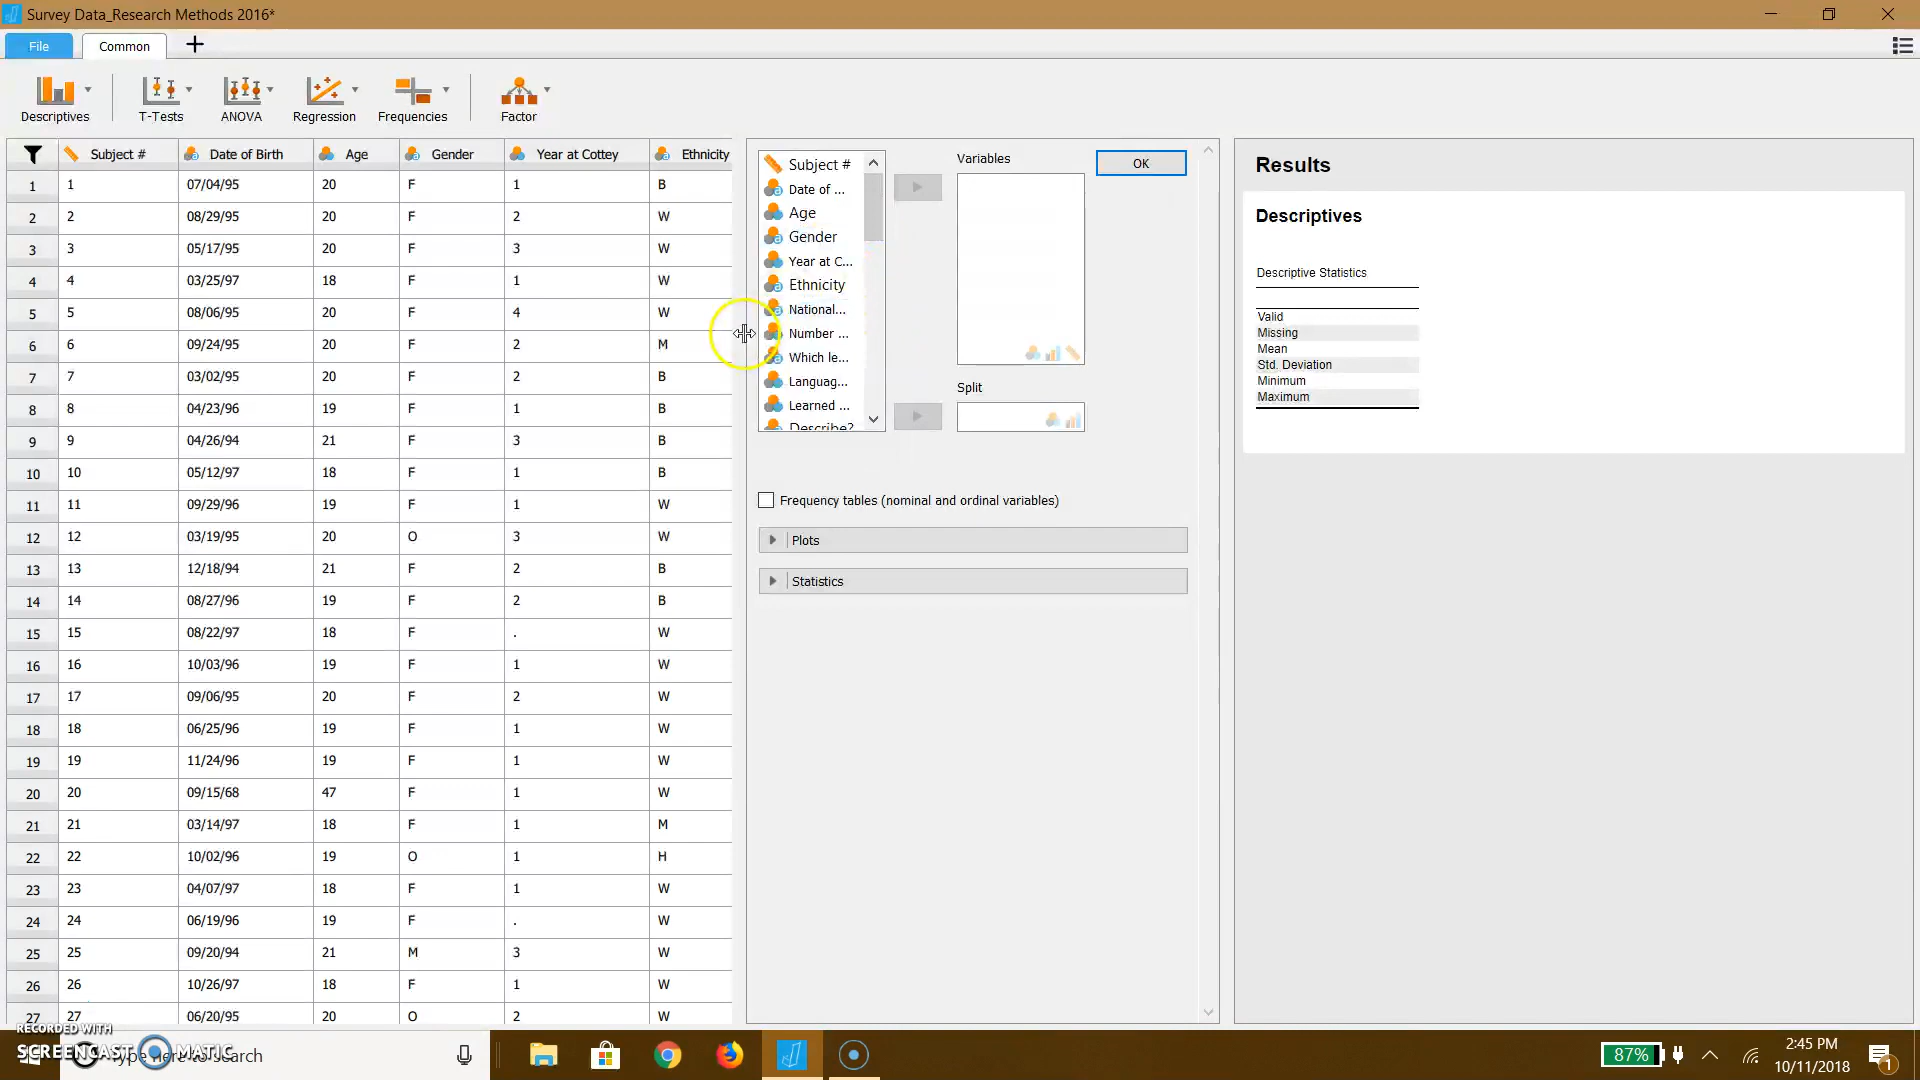 Survey Data_Research Methods 2016*
File Common
Descriptives T-Tests ANOVA Regression Frequencies Factor
Subject # Date of Birth Age Gender Year at Cottey Ethnicity
1 1 07/04/95 20 F 1 B
2 2 08/29/95 20 F 2 W
3 3 05/17/95 20 F 3 W
4 4 03/25/97 18 F 1 W
5 5 08/06/95 20 F 4 W
6 6 09/24/95 20 F 2 M
7 7 03/02/95 20 F 2 B
8 8 04/23/96 19 F 1 B
9 9 04/26/94 21 F 3 B
10 10 05/12/97 18 F 1 B
11 11 09/29/96 19 F 1 W
12 12 03/19/95 20 O 3 W
13 13 12/18/94 21 F 2 B
14 14 08/27/96 19 F 2 B
15 15 08/22/97 18 F . W
16 16 10/03/96 19 F 1 W
17 17 09/06/95 20 F 2 W
18 18 06/25/96 19 F 1 W
19 19 11/24/96 19 F 1 W
20 20 09/15/68 47 F 1 W
21 21 03/14/97 18 F 1 M
22 22 10/02/96 19 O 1 H
23 23 04/07/97 18 F 1 W
24 24 06/19/96 19 F . W
25 25 09/20/94 21 M 3 W
26 26 10/26/97 18 F 1 W
27 27 06/20/95 20 O 2 W
Subject #
Date of ...
Age
Gender
Year at C...
Ethnicity
National...
Number ...
Which le...
Languag...
Learned ...
Describe?
Variables
OK
Split
Frequency tables (nominal and ordinal variables)
Plots
Statistics
Results
Descriptives
Descriptive Statistics
Valid
Missing
Mean
Std. Deviation
Minimum
Maximum
RECORDED WITH
SCREENCAST MATIC
Type here to search
87%
2:45 PM
10/11/2018
1